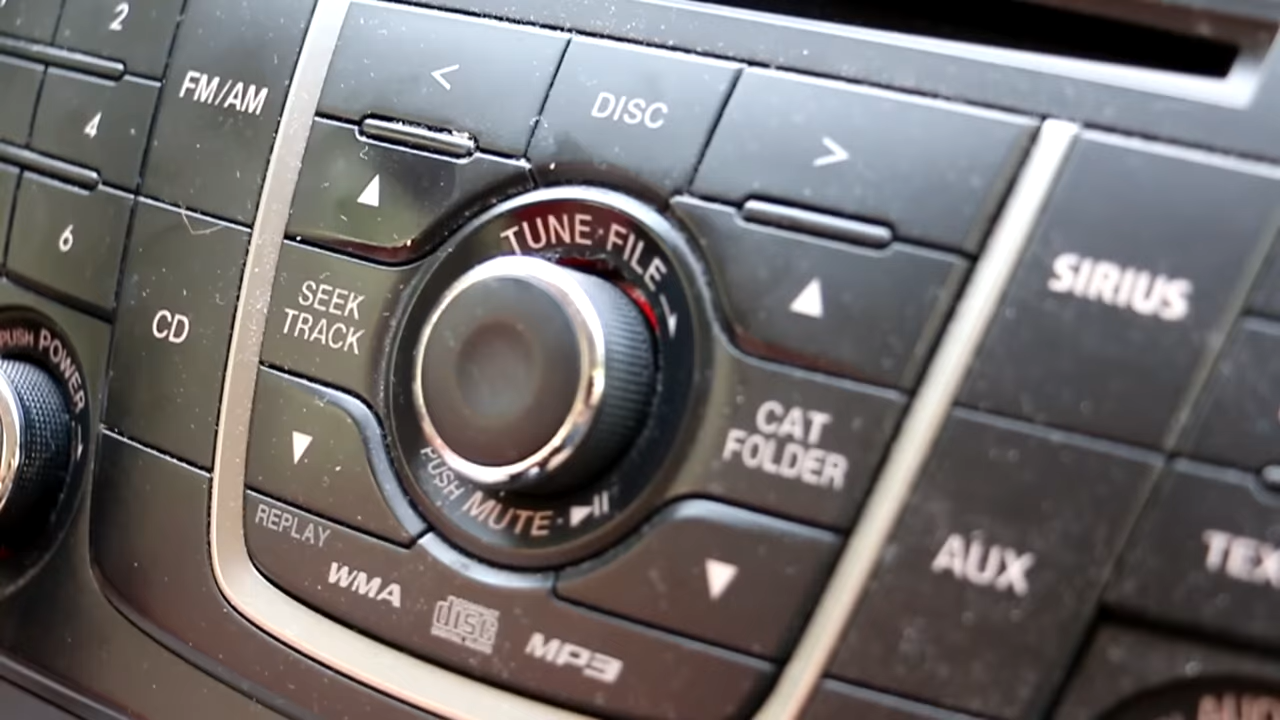 2
FM/AM
<
DISC
>
4
6
TUNE·FILE
SIRIUS
SEEK
TRACK
CD
PUSH POWER
CAT
FOLDER
PUSH MUTE·
REPLAY
WMA
disc
MP3
AUX